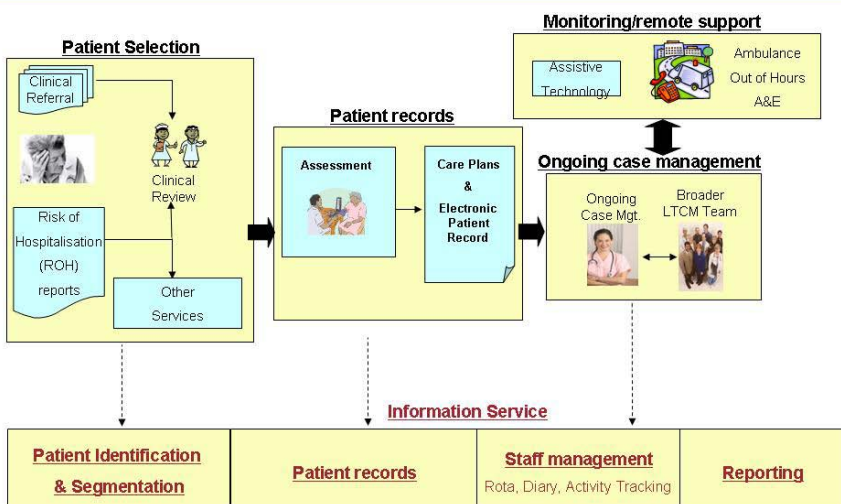 Patient Selection
Clinical
Referral
Clinical
Review
Risk of
Hospitalisation
(ROH)
reports
Other
Services
Patient records
Assessment
Care Plans
&
Electronic
Patient
Record
Monitoring/remote support
Assistive
Technology
Ambulance
Out of Hours
A&E
Ongoing case management
Ongoing
Case Mgt.
Broader
LTCM Team
Information Service
Patient Identification
& Segmentation
Patient records
Staff management
Rota, Diary, Activity Tracking
Reporting